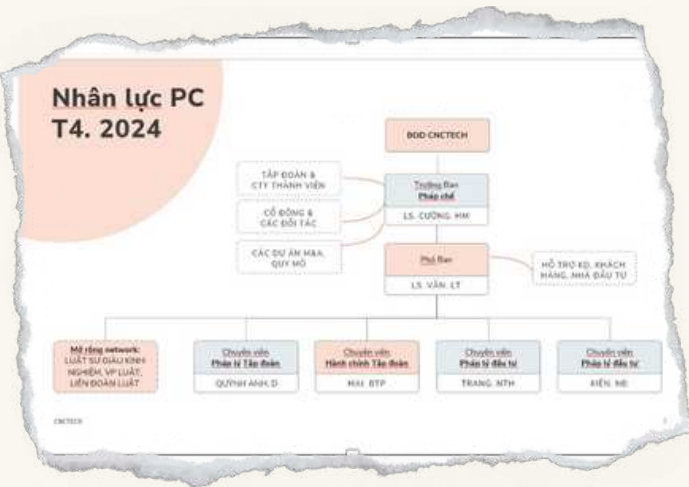 Nhân lực PC
T4. 2024
BOD CNCTECH
TẬP ĐOÀN &
CTY THÀNH VIÊN
Trưởng Ban
Pháp chế
LS. CƯỜNG. HM
CỔ ĐÔNG &
CÁC ĐỐI TÁC
CÁC DỰ ÁN M&A,
QUY MÔ
Phó Ban
LS. VÂN. LT
HỖ TRỢ KD, KHÁCH
HÀNG, NHÀ ĐẦU TƯ
Mở rộng network:
LUẬT SƯ GIÀU KINH
NGHIỆM, VP LUẬT,
LIÊN ĐOÀN LUẬT
Chuyên viên
Pháp lý Tập đoàn
QUỲNH ANH. D
Chuyên viên
Hành chính Tập đoàn
MAI. BTP
Chuyên viên
Pháp lý đầu tư
TRANG. NTH
Chuyên viên
Pháp lý đầu tư
KIÊN. NĐ
CNCTECH